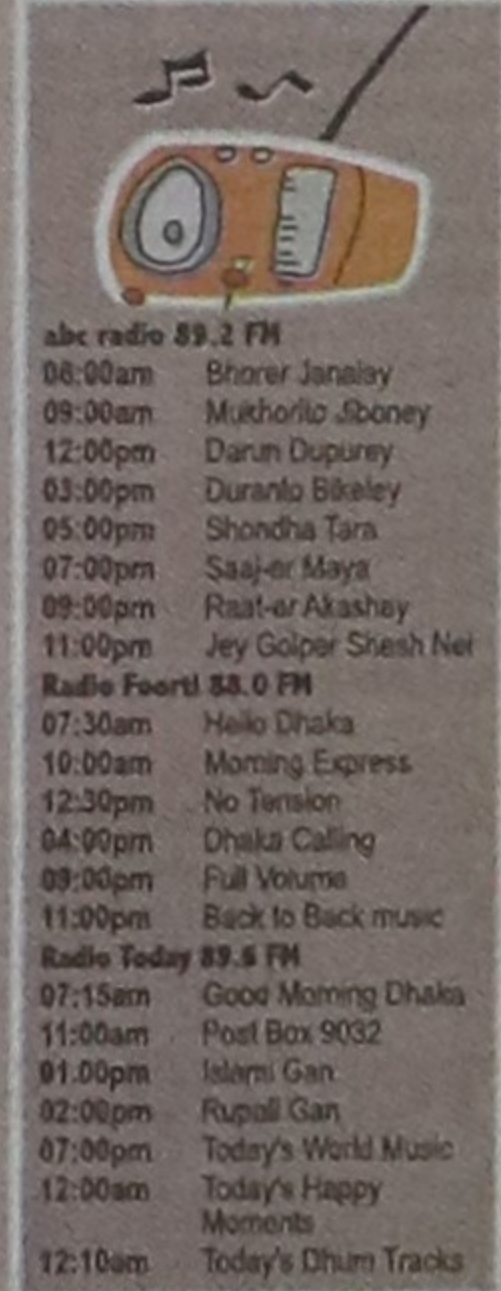 abc radio 89.2 FM
06:00am Bhorer Janalay
09:00am Mukhorito Jiboney
12:00pm Darun Dupurey
03:00pm Duranto Bikeley
05:00pm Shondha Tara
07:00pm Saaj-er Maya
09:00pm Raat-er Akashay
11:00pm Jey Golper Shesh Nei
Radio Foorti 88.0 FM
07:30am Hello Dhaka
10:00am Morning Express
12:30pm No Tension
04:00pm Dhaka Calling
09:00pm Full Volume
11:00pm Back to Back music
Radio Today 89.6 FM
07:15am Good Morning Dhaka
11:00am Post Box 9032
01.00pm Islami Gan
02:00pm Rupali Gan
07:00pm Today's World Music
12:00am Today's Happy
Moments
12:10am Today's Dhum Tracks